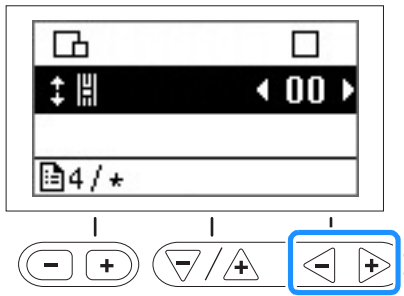 00
4/*
- + -/+ - +